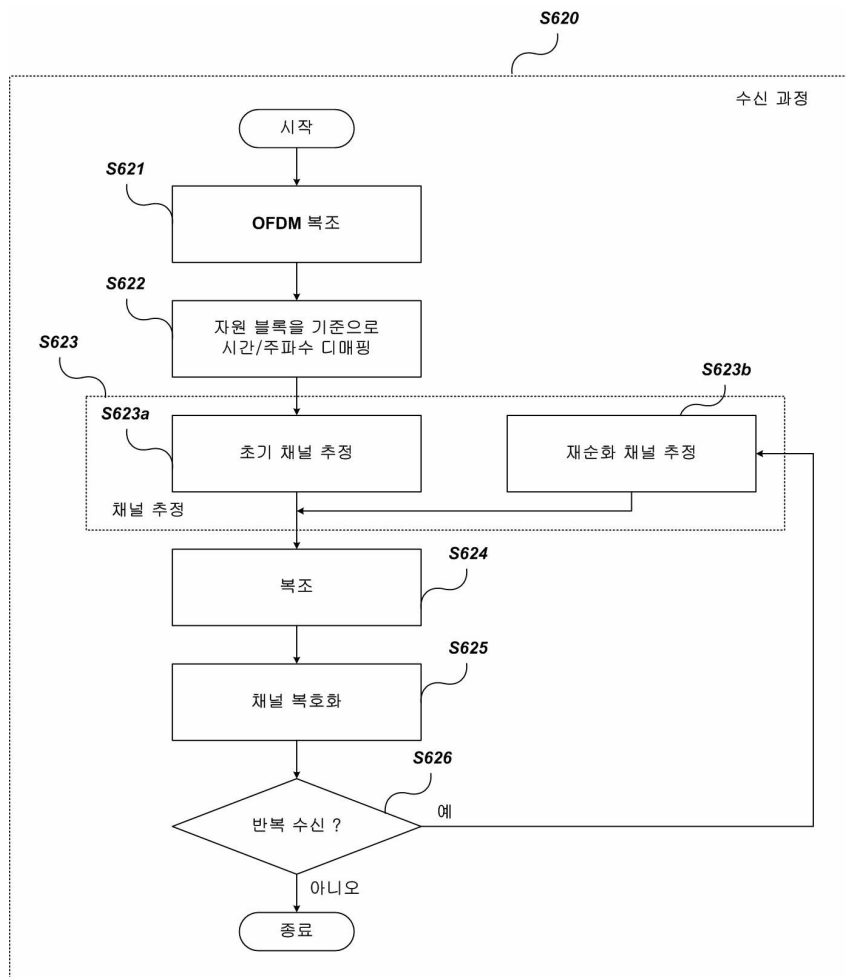 S620
수신 과정
시작
S621
OFDM 복조
S622
자원 블록을 기준으로
시간/주파수 디매핑
S623
S623b
S623a
초기 채널 추정
재순화 채널 추정
채널 추정
S624
복조
S625
채널 복호화
S626
반복 수신 ?
예
아니오
종료